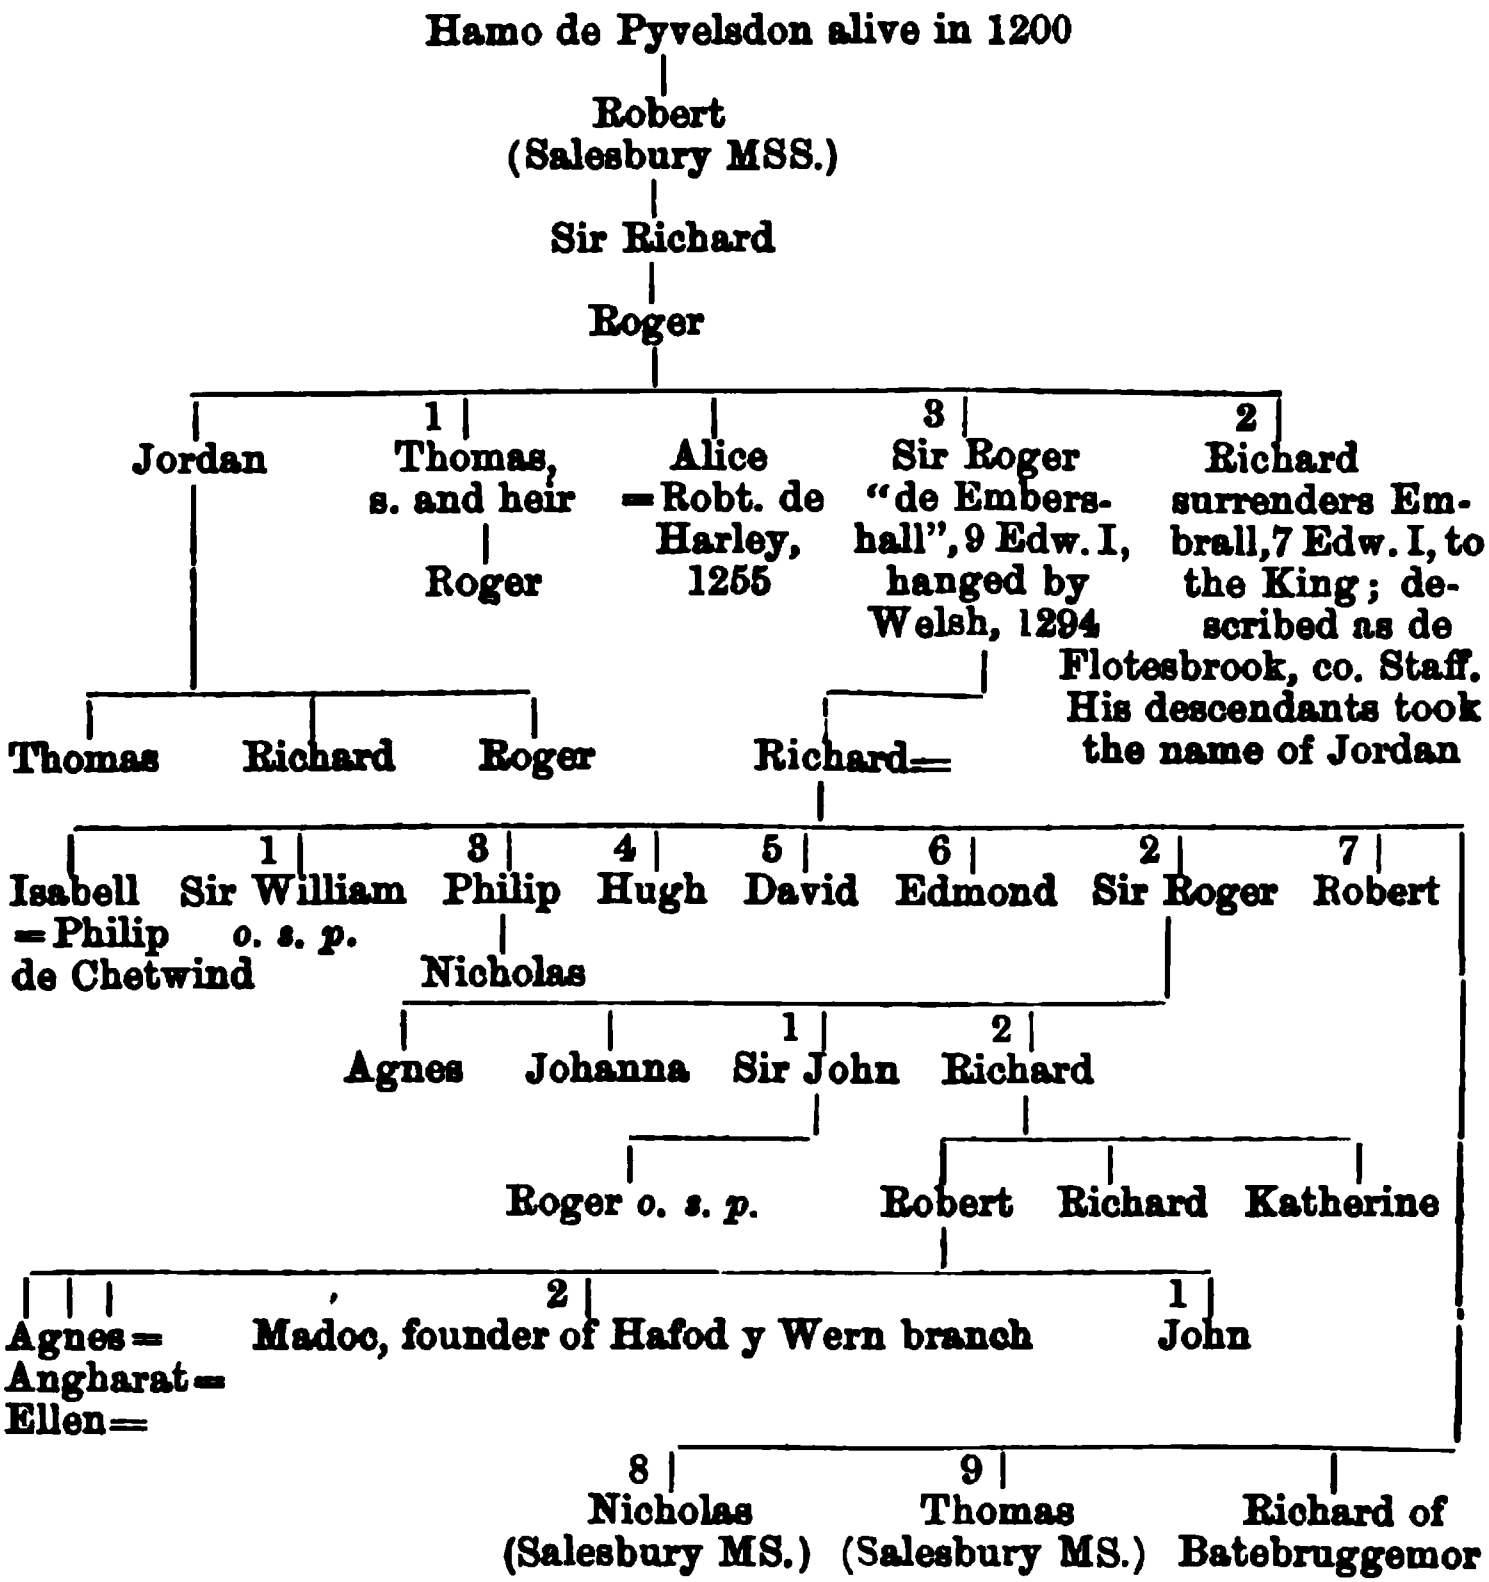 Hamo de Pyvelsdon alive in 1200
Robert
(Salesbury MSS.)
Sir Richard
Roger
1 3 2
Jordan Thomas, Alice Sir Roger Richard
s. and heir =Robt. de "de Embers- surrenders Em-
Harley, hall", 9 Edw. I, brall, 7 Edw. I, to
Roger 1255 hanged by the King; de-
Welsh, 1294 scribed as de
Flotesbrook, co. Staff.
His descendants took
Thomas Richard Roger Richard= the name of Jordan
1 3 4 5 6 2 7
Isabell Sir William Philip Hugh David Edmond Sir Roger Robert
=Philip o. s. p.
de Chetwind Nicholas
1 2
Agnes Johanna Sir John Richard
Roger o. s. p. Robert Richard Katherine
2 1
Agnes= Madoc, founder of Hafod y Wern branch John
Angharat=
Ellen=
8 9
Nicholas Thomas Richard of
(Salesbury MS.) (Salesbury MS.) Batebruggemor